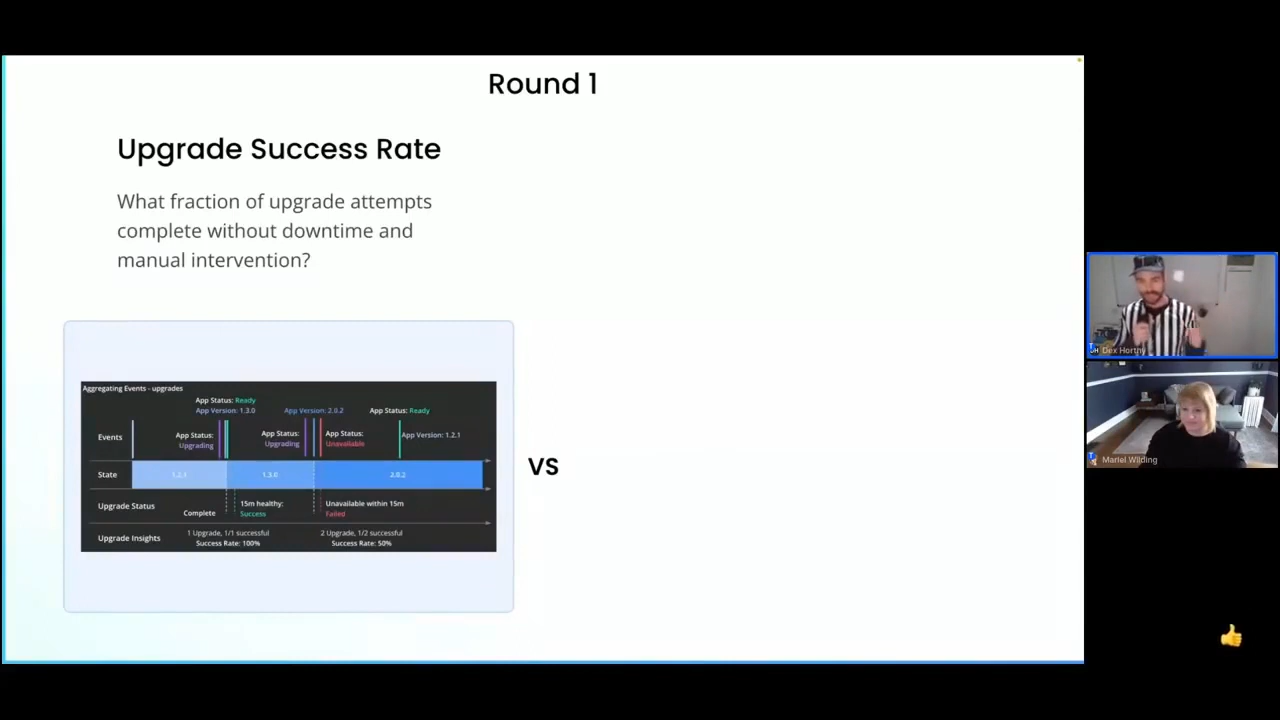 Round 1
Upgrade Success Rate
What fraction of upgrade attempts
complete without downtime and
manual intervention?
Aggregating Events - upgrades
App Status: Ready
App Version: 1.3.0
App Version: 2.0.2
App Status: Ready
Events
App Status:
Upgrading
App Status:
Upgrading
App Status:
Unavailable
App Version: 1.2.1
State
1.2.1
1.3.0
2.0.2
Upgrade Status
Complete
15m healthy:
Success
Unavailable within 15m
Failed
Upgrade Insights
1 Upgrade, 1/1 successful
Success Rate: 100%
2 Upgrade, 1/2 successful
Success Rate: 50%
VS
Dex Horthy
Mariel Wilding